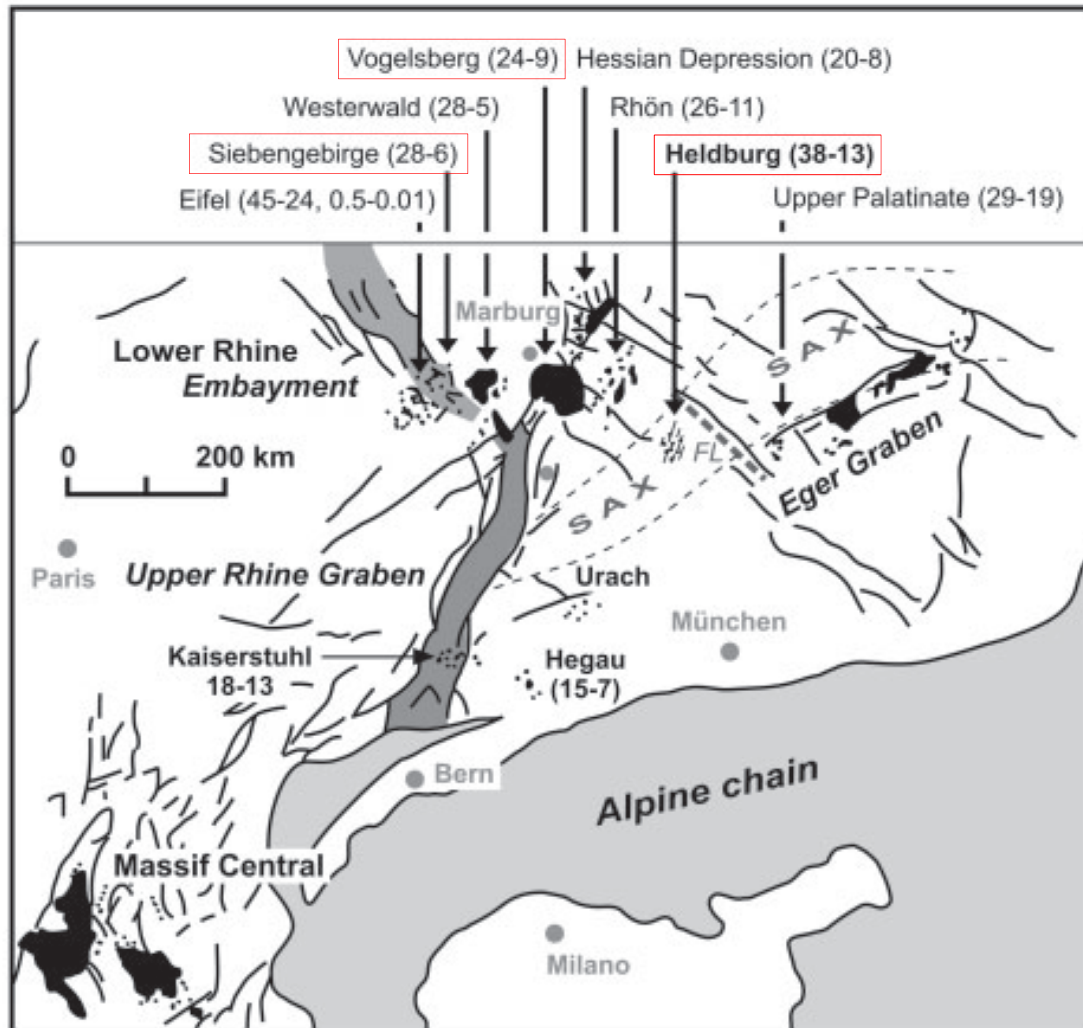 Vogelsberg (24-9) Hessian Depression (20-8)
Westerwald (28-5) Rhön (26-11)
Siebengebirge (28-6) Heldburg (38-13)
Eifel (45-24, 0.5-0.01) Upper Palatinate (29-19)
Marburg
Lower Rhine
Embayment
SAX
0 200 km
FL
Eger Graben
SAX
Paris
Upper Rhine Graben
Urach
München
Kaiserstuhl
18-13
Hegau
(15-7)
Bern
Alpine chain
Massif Central
Milano